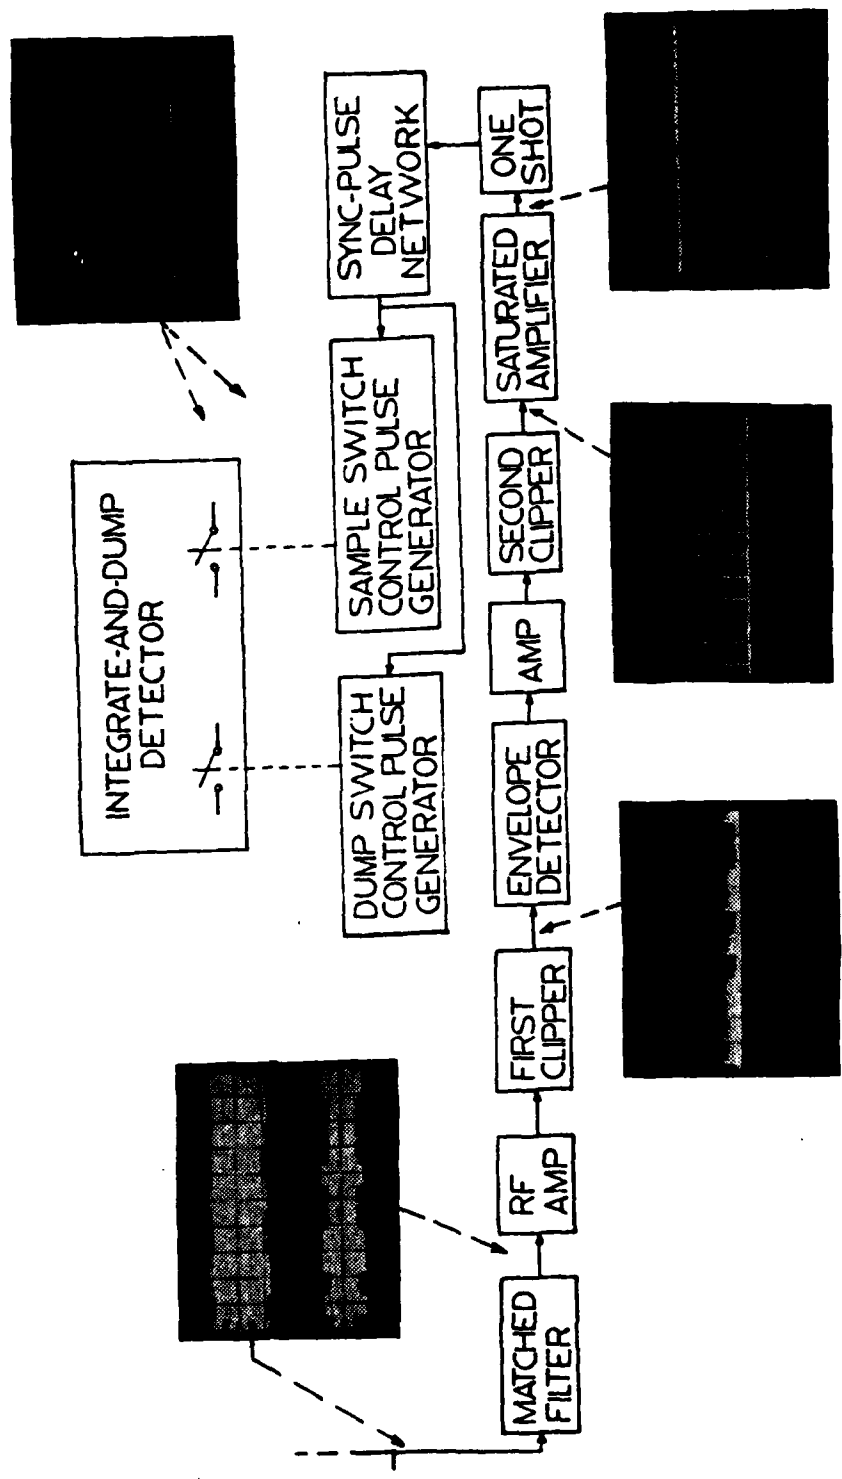 INTEGRATE-AND-DUMP
DETECTOR
DUMP SWITCH
CONTROL PULSE
GENERATOR
SAMPLE SWITCH
CONTROL PULSE
GENERATOR
SYNC-PULSE
DELAY
NETWORK
MATCHED
FILTER
RF
AMP
FIRST
CLIPPER
ENVELOPE
DETECTOR
AMP
SECOND
CLIPPER
SATURATED
AMPLIFIER
ONE
SHOT